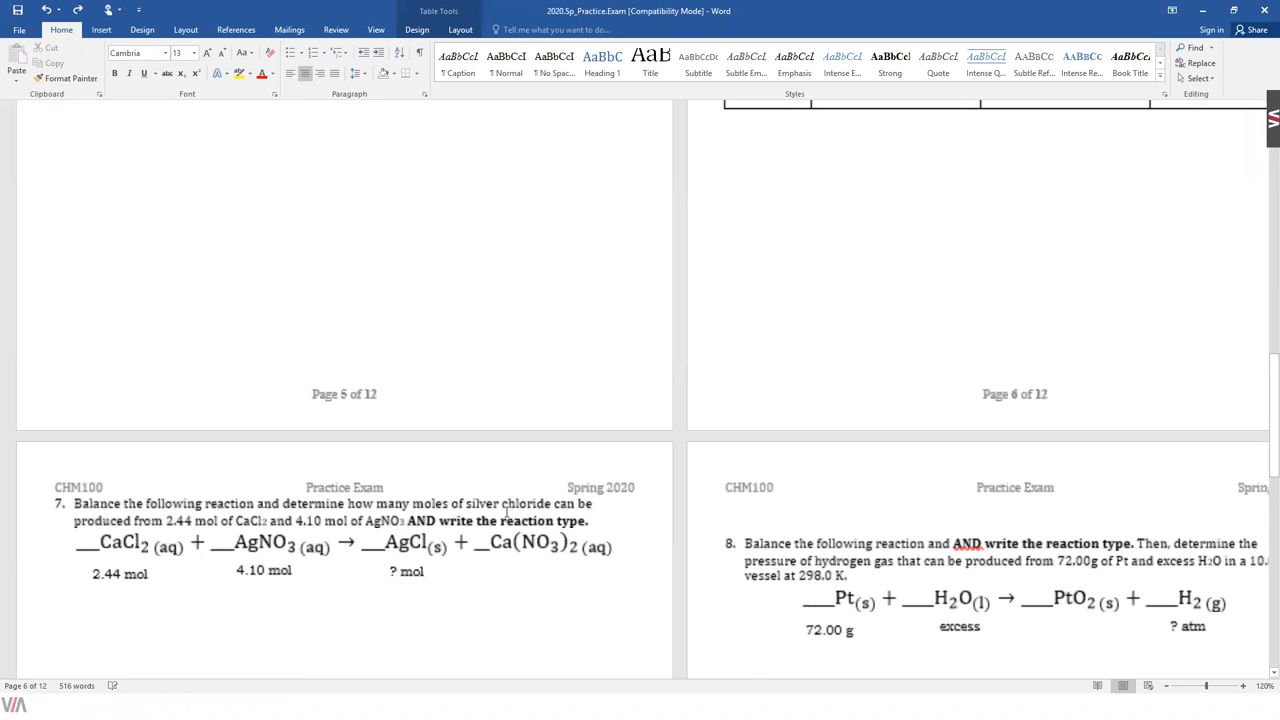 2020.Sp_Practice.Exam [Compatibility Mode] - Word
Table Tools
File Home Insert Design Layout References Mailings Review View Design Layout Tell me what you want to do... Sign in Share
Paste
Cut
Copy
Format Painter
Clipboard
Cambria 13
Font
Paragraph
AaBbCcI AaBbCcI AaBbCcI AaBbC AaB AaBbCcDc AaBbCcI AaBbCcI AaBbCcI AaBbCcI AaBbCcI AaBbCcI AaBbCc AaBbCc AaBbCcI
¶ Caption ¶ Normal ¶ No Spac... Heading 1 Title Subtitle Subtle Em... Emphasis Intense E... Strong Quote Intense Q... Subtle Ref... Intense Re... Book Title
Styles
Find
Replace
Select
Editing
Page 5 of 12
Page 6 of 12
CHM100 Practice Exam Spring 2020
7. Balance the following reaction and determine how many moles of silver chloride can be
produced from 2.44 mol of CaCl2 and 4.10 mol of AgNO3 AND write the reaction type.
__CaCl2 (aq) + __AgNO3 (aq) → __AgCl(s) + _Ca(NO3)2 (aq)
2.44 mol 4.10 mol ? mol
CHM100 Practice Exam Spring
8. Balance the following reaction and AND write the reaction type. Then, determine the
pressure of hydrogen gas that can be produced from 72.00g of Pt and excess H2O in a 10.
vessel at 298.0 K.
___Pt(s) + ___H2O(l) → ___PtO2 (s) + ___H2 (g)
72.00 g excess ? atm
Page 6 of 12 516 words 120%
VIA